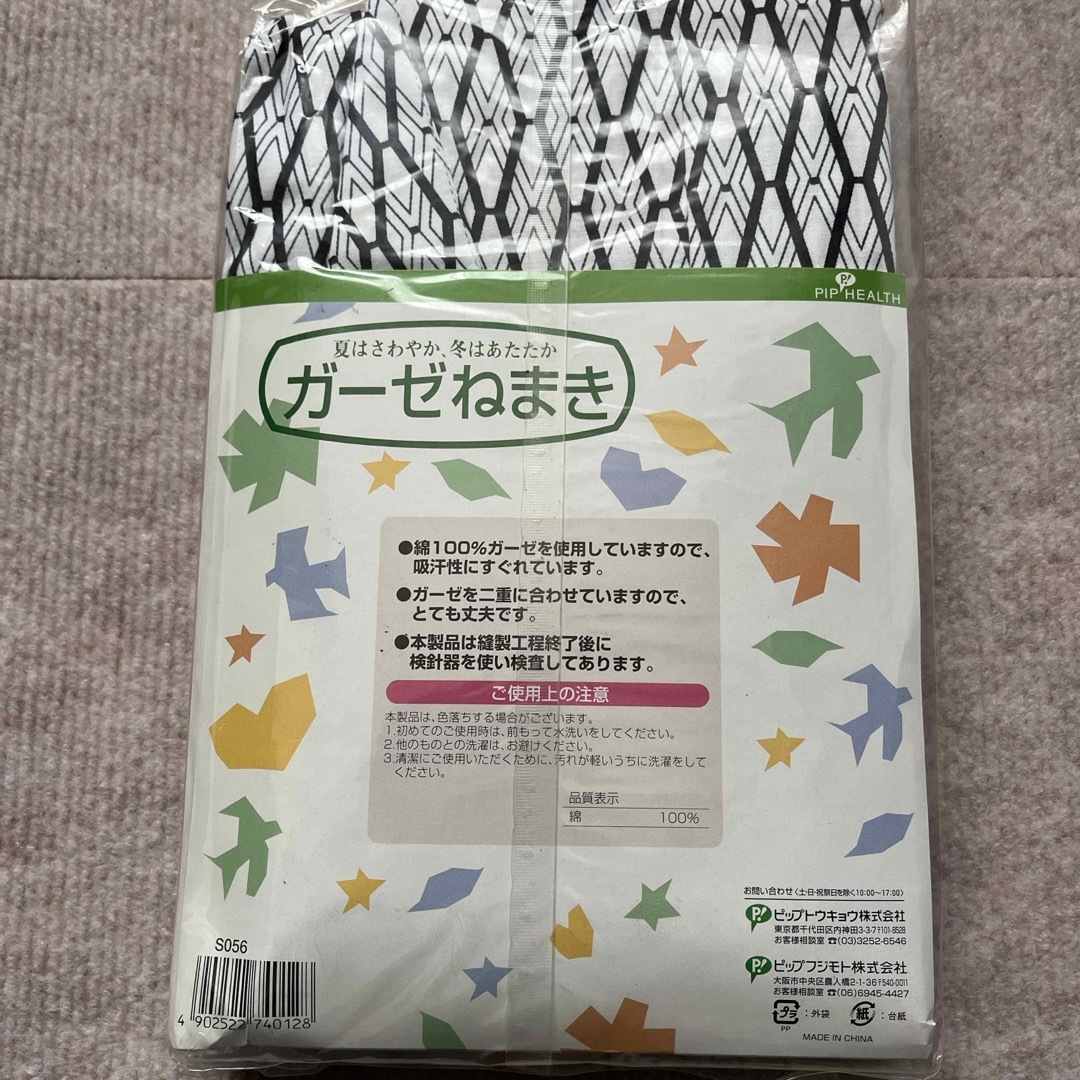 P!
PIP HEALTH
夏はさわやか、冬はあたたか
ガーゼねまき
●綿100%ガーゼを使用していますので、
吸汗性にすぐれています。
●ガーゼを二重に合わせていますので、
とても丈夫です。
●本製品は縫製工程終了後に
検針器を使い検査してあります。
ご使用上の注意
本製品は、色落ちする場合がございます。
1.初めてのご使用時は、前もって水洗いをしてください。
2.他のものとの洗濯は、お避けください。
3.清潔にご使用いただくために、汚れが軽いうちに洗濯をして
ください。
品質表示
綿 100%
お問い合わせ〈土・日・祝祭日を除く10:00～17:00〉
P! ピップトウキョウ株式会社
東京都千代田区内神田3-3-7〒101-8528
お客様相談室 ☎(03)3252-6546
P! ピップフジモト株式会社
大阪市中央区農人橋2-1-36〒540-0011
お客様相談室 ☎(06)6945-4427
プラ :外袋 紙 :台紙
PP
MADE IN CHINA
S056
4 902522 740128